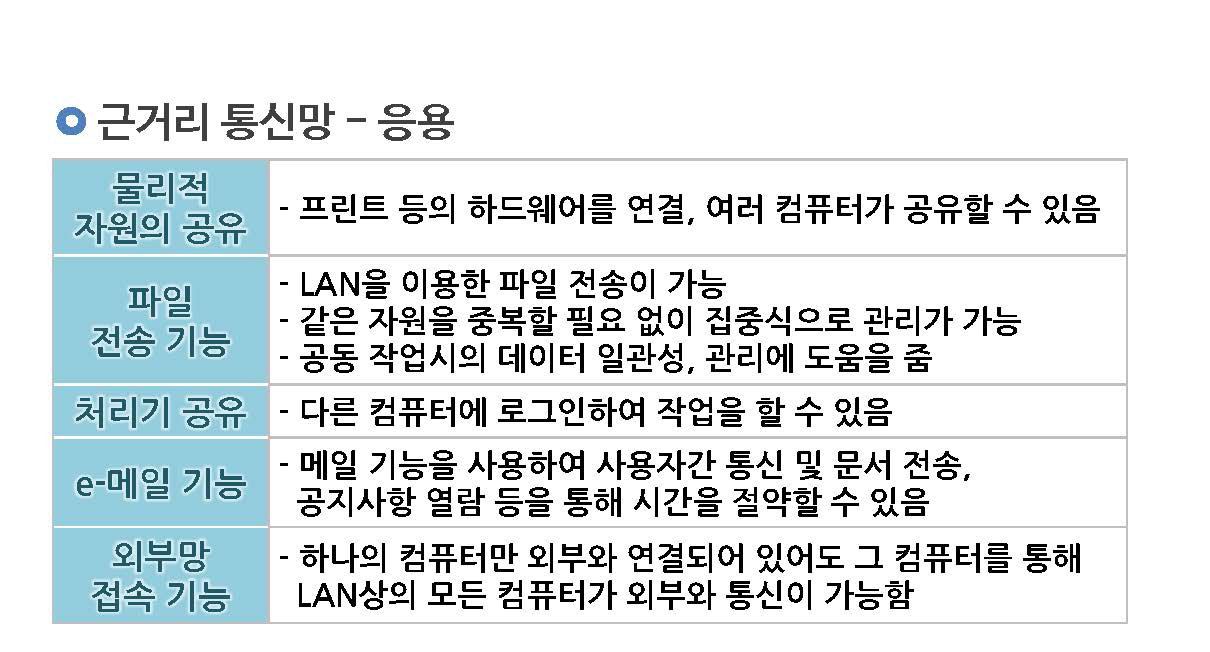 근거리 통신망 – 응용
물리적
자원의 공유
- 프린트 등의 하드웨어를 연결, 여러 컴퓨터가 공유할 수 있음
파일
전송 기능
- LAN을 이용한 파일 전송이 가능
- 같은 자원을 중복할 필요 없이 집중식으로 관리가 가능
- 공동 작업시의 데이터 일관성, 관리에 도움을 줌
처리기 공유
- 다른 컴퓨터에 로그인하여 작업을 할 수 있음
e-메일 기능
- 메일 기능을 사용하여 사용자간 통신 및 문서 전송,
공지사항 열람 등을 통해 시간을 절약할 수 있음
외부망
접속 기능
- 하나의 컴퓨터만 외부와 연결되어 있어도 그 컴퓨터를 통해
LAN상의 모든 컴퓨터가 외부와 통신이 가능함